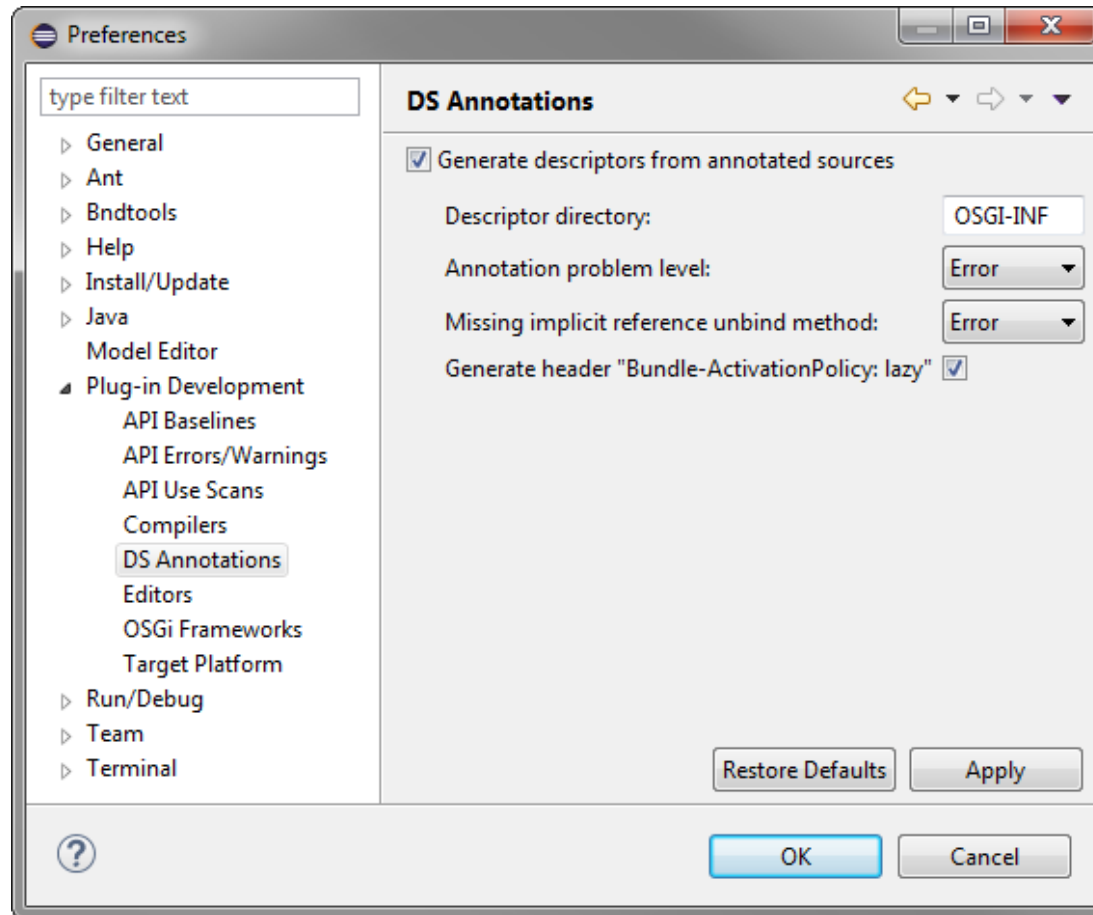 Preferences
type filter text
General
Ant
Bndtools
Help
Install/Update
Java
Model Editor
Plug-in Development
API Baselines
API Errors/Warnings
API Use Scans
Compilers
DS Annotations
Editors
OSGi Frameworks
Target Platform
Run/Debug
Team
Terminal
DS Annotations
Generate descriptors from annotated sources
Descriptor directory: OSGI-INF
Annotation problem level: Error
Missing implicit reference unbind method: Error
Generate header "Bundle-ActivationPolicy: lazy"
Restore Defaults Apply
? OK Cancel